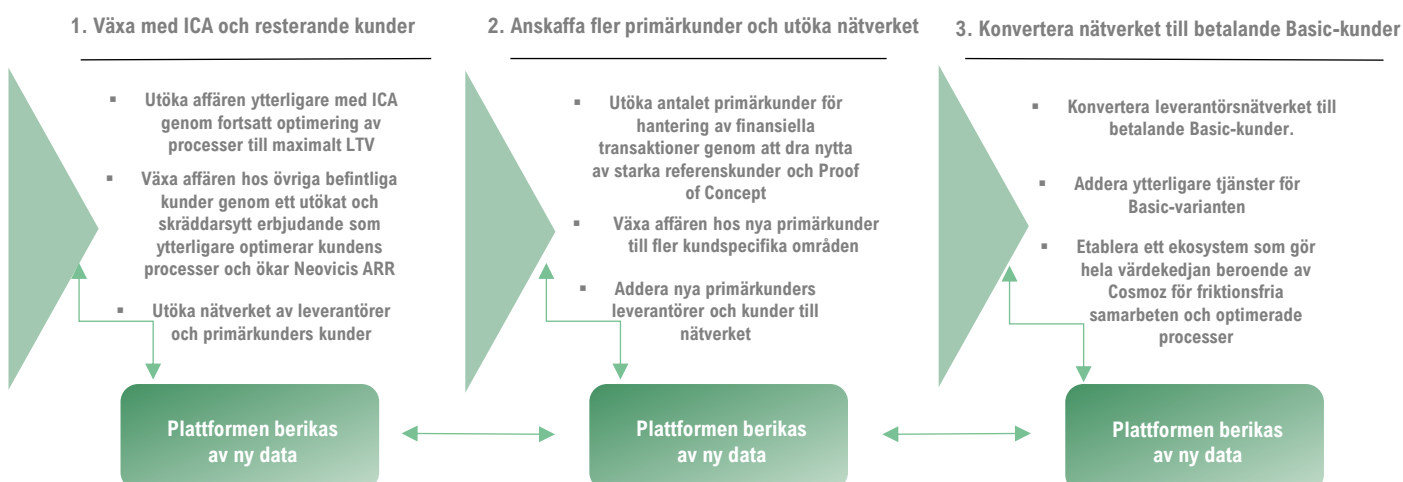 1. Växa med ICA och resterande kunder
▪ Utöka affären ytterligare med ICA
genom fortsatt optimering av
processer till maximalt LTV
▪ Växa affären hos övriga befintliga
kunder genom ett utökat och
skräddarsytt erbjudande som
ytterligare optimerar kundens
processer och ökar Neovicis ARR
▪ Utöka nätverket av leverantörer
och primärkunders kunder
Plattformen berikas
av ny data
2. Anskaffa fler primärkunder och utöka nätverket
▪ Utöka antalet primärkunder för
hantering av finansiella
transaktioner genom att dra nytta
av starka referenskunder och Proof
of Concept
▪ Växa affären hos nya primärkunder
till fler kundspecifika områden
▪ Addera nya primärkunders
leverantörer och kunder till
nätverket
Plattformen berikas
av ny data
3. Konvertera nätverket till betalande Basic-kunder
▪ Konvertera leverantörsnätverket till
betalande Basic-kunder.
▪ Addera ytterligare tjänster för
Basic-varianten
▪ Etablera ett ekosystem som gör
hela värdekedjan beroende av
Cosmoz för friktionsfria
samarbeten och optimerade
processer
Plattformen berikas
av ny data